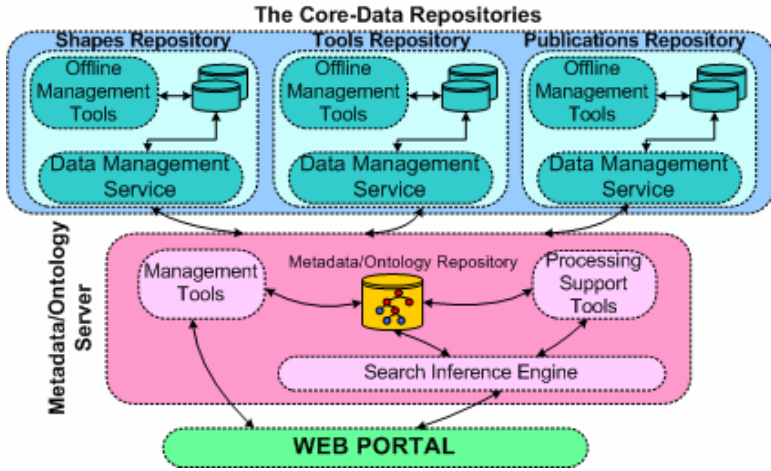 The Core-Data Repositories
Shapes Repository
Tools Repository
Publications Repository
Offline
Management
Tools
Offline
Management
Tools
Offline
Management
Tools
Data Management
Service
Data Management
Service
Data Management
Service
Metadata/Ontology
Server
Management
Tools
Metadata/Ontology Repository
Processing
Support
Tools
Search Inference Engine
WEB PORTAL